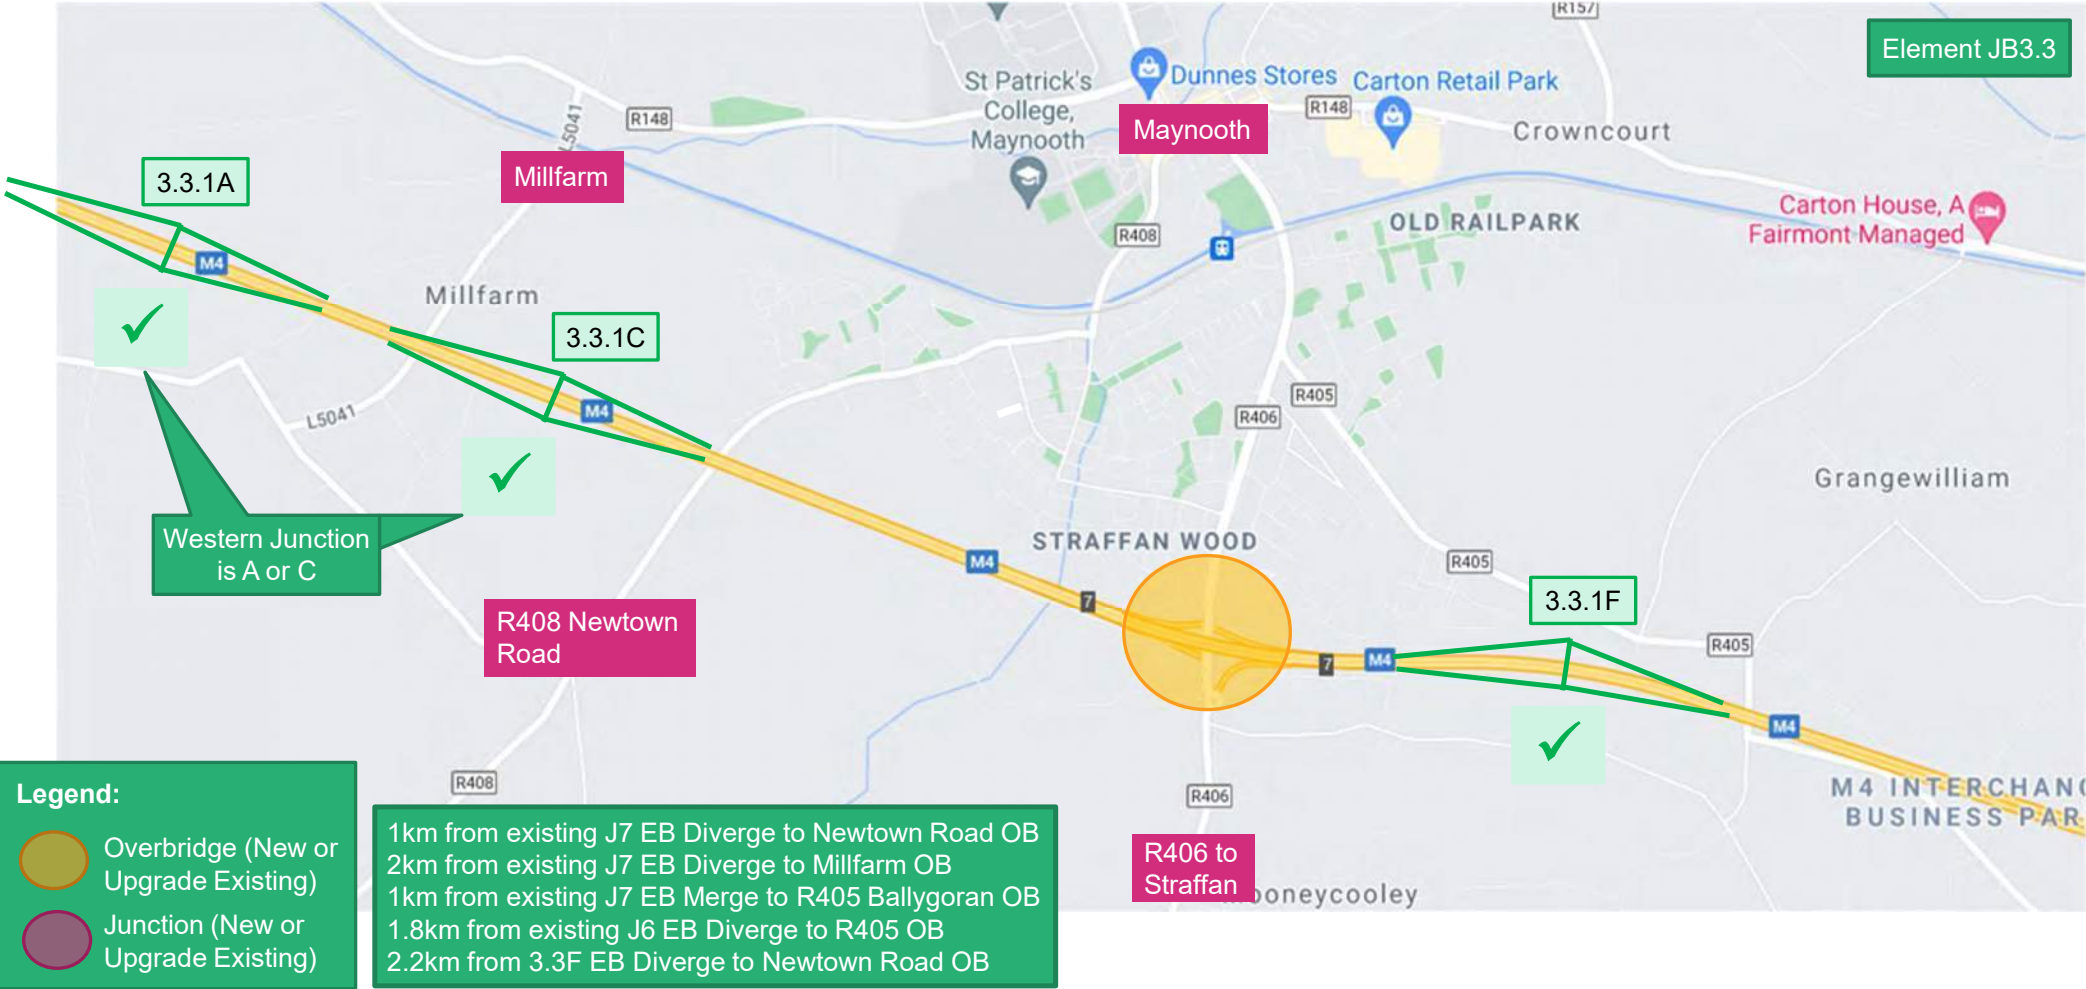 R157
Element JB3.3
St Patrick's
College,
Maynooth
Dunnes Stores
Carton Retail Park
R148
L5041
R148
Maynooth
Crowncourt
3.3.1A
Millfarm
Carton House, A
Fairmont Managed
OLD RAILPARK
R408
M4
Millfarm
3.3.1C
✓
L5041
M4
R405
R406
✓
Grangewilliam
Western Junction
is A or C
STRAFFAN WOOD
M4
R405
7
3.3.1F
R408 Newtown
Road
R405
7
M4
M4
✓
R408
R406
M4 INTERCHANG
BUSINESS PAR
Legend:
Overbridge (New or
Upgrade Existing)
Junction (New or
Upgrade Existing)
1km from existing J7 EB Diverge to Newtown Road OB
2km from existing J7 EB Diverge to Millfarm OB
1km from existing J7 EB Merge to R405 Ballygoran OB
1.8km from existing J6 EB Diverge to R405 OB
2.2km from 3.3F EB Diverge to Newtown Road OB
R406 to
Straffan
ooneycooley